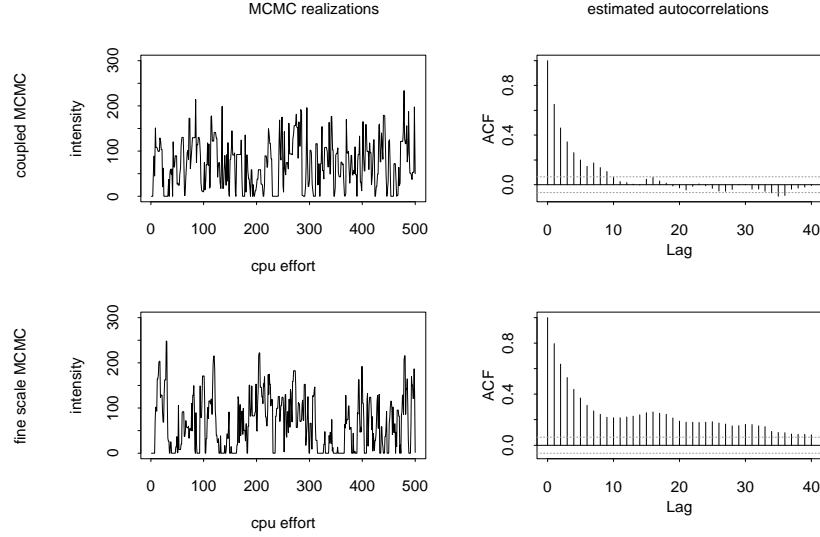 MCMC realizations
estimated autocorrelations
coupled MCMC
intensity
0 100 200 300
0 100 200 300 400 500
cpu effort
ACF
0.0 0.4 0.8
0 10 20 30 40
Lag
fine scale MCMC
intensity
0 100 200 300
0 100 200 300 400 500
cpu effort
ACF
0.0 0.4 0.8
0 10 20 30 40
Lag